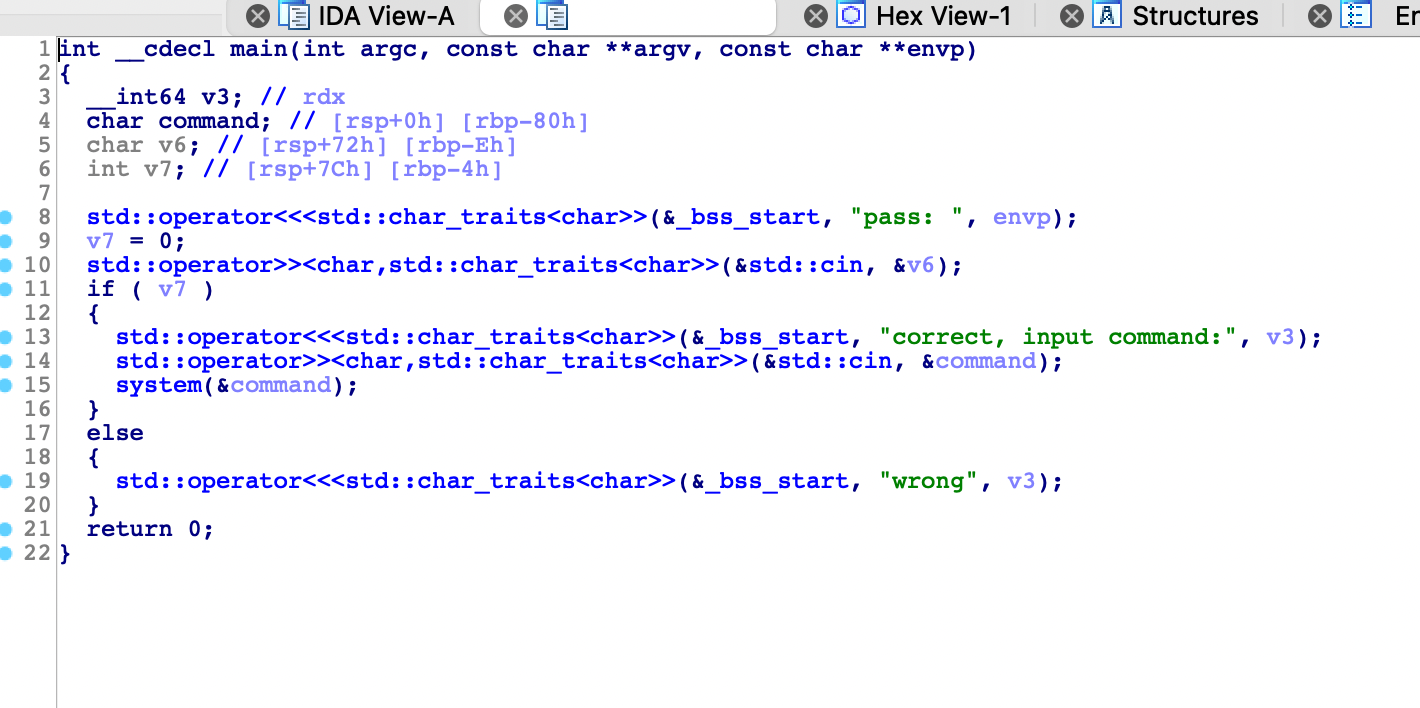 IDA View-A Hex View-1 Structures Er
1 int __cdecl main(int argc, const char **argv, const char **envp)
2 {
3 __int64 v3; // rdx
4 char command; // [rsp+0h] [rbp-80h]
5 char v6; // [rsp+72h] [rbp-Eh]
6 int v7; // [rsp+7Ch] [rbp-4h]
7
8 std::operator<<<std::char_traits<char>>(&_bss_start, "pass: ", envp);
9 v7 = 0;
10 std::operator>><char,std::char_traits<char>>(&std::cin, &v6);
11 if ( v7 )
12 {
13 std::operator<<<std::char_traits<char>>(&_bss_start, "correct, input command:", v3);
14 std::operator>><char,std::char_traits<char>>(&std::cin, &command);
15 system(&command);
16 }
17 else
18 {
19 std::operator<<<std::char_traits<char>>(&_bss_start, "wrong", v3);
20 }
21 return 0;
22 }